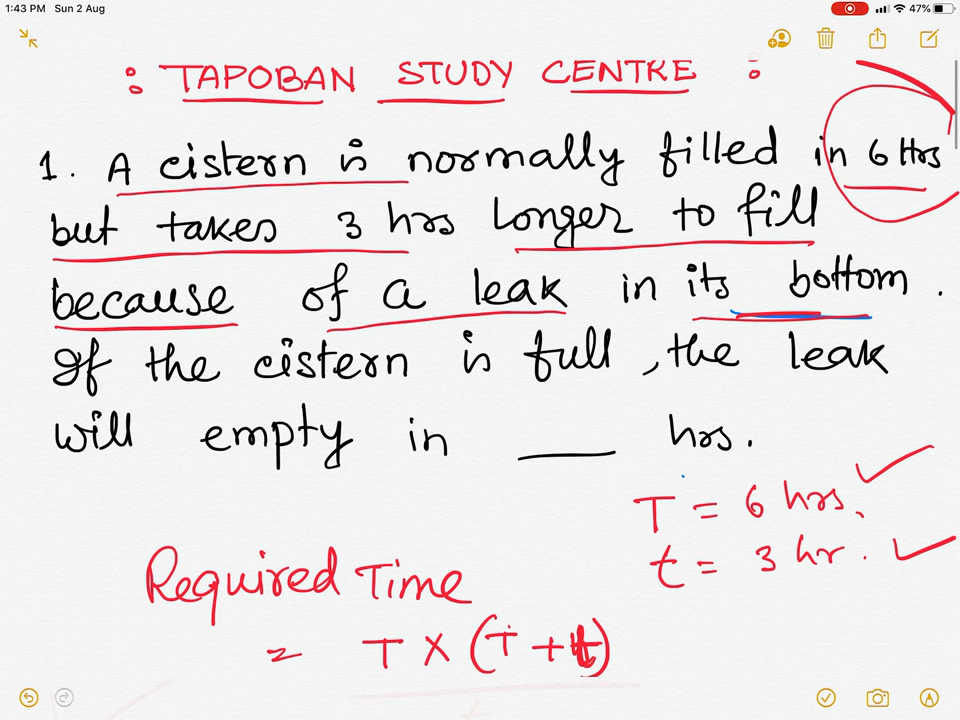 1:43 PM Sun 2 Aug
47%
: TAPOBAN STUDY CENTRE :
1. A cistern is normally filled in 6 Hrs
but takes 3 hrs longer to fill
because of a leak in its bottom.
If the cistern is full, the leak
will empty in ____ hrs.
T = 6 hrs.
t = 3 hr.
Required Time
= T × (T + t)